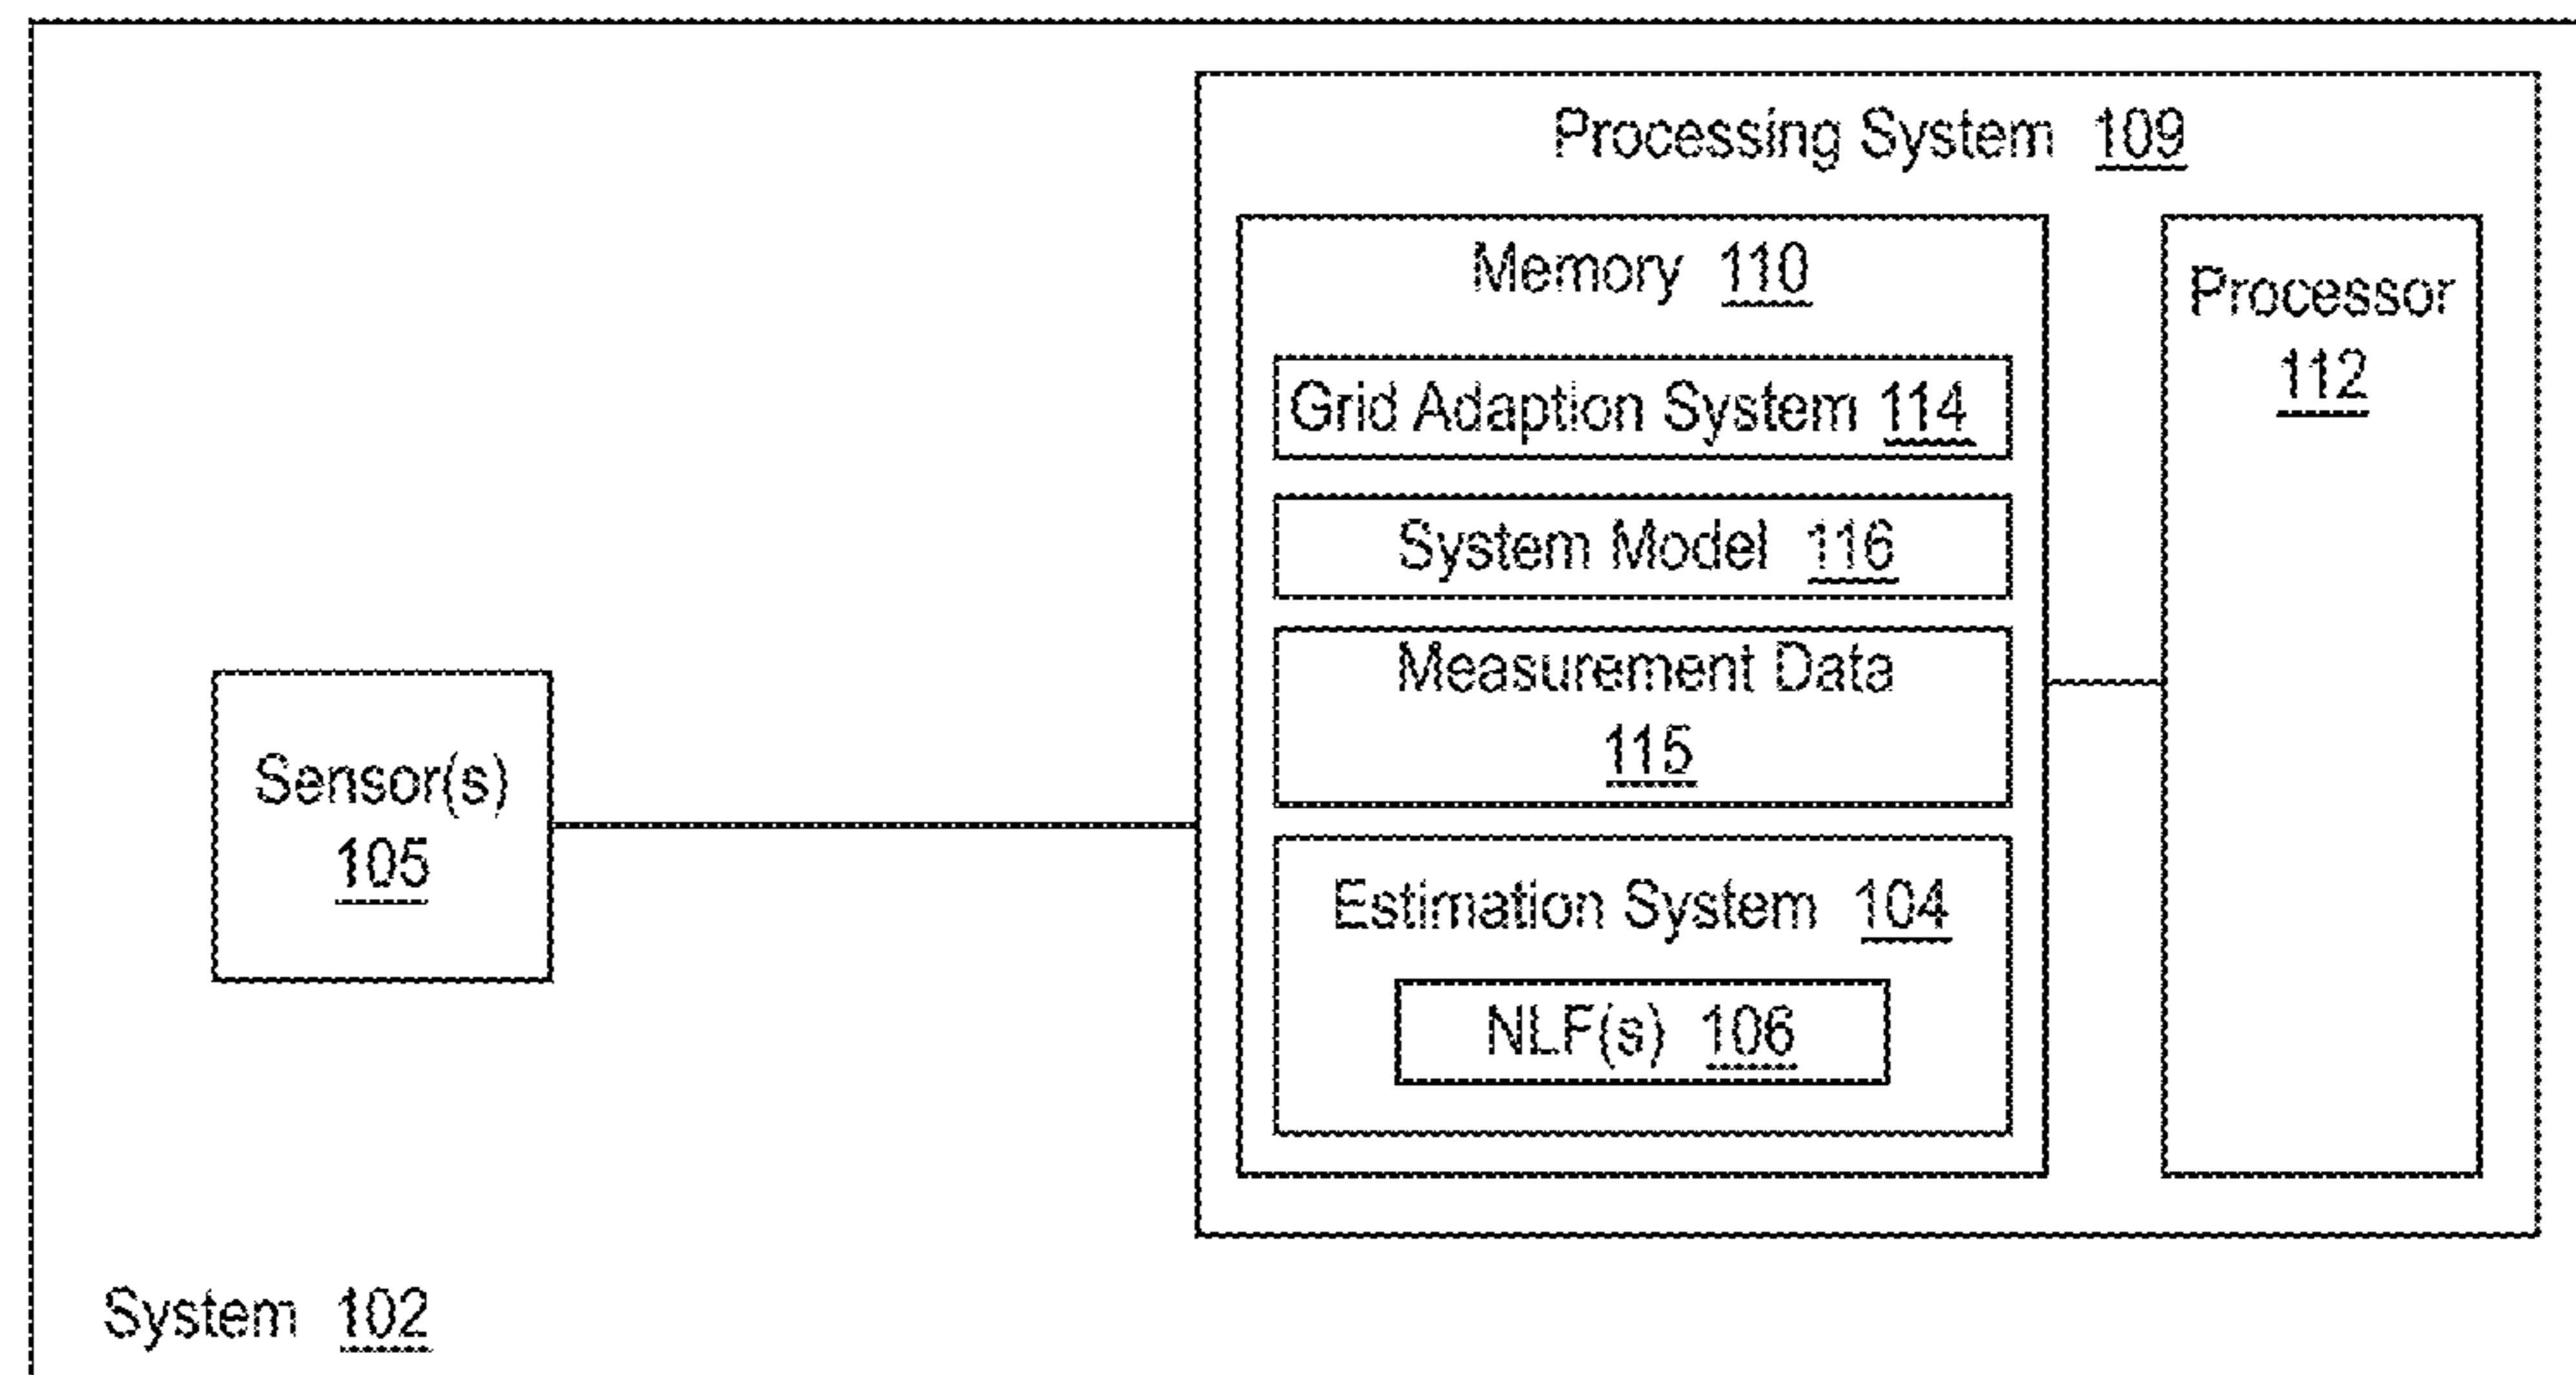 Processing System 109
Memory 110
Processor
112
Grid Adaption System 114
System Model 116
Measurement Data
115
Sensor(s)
105
Estimation System 104
NLF(s) 106
System 102